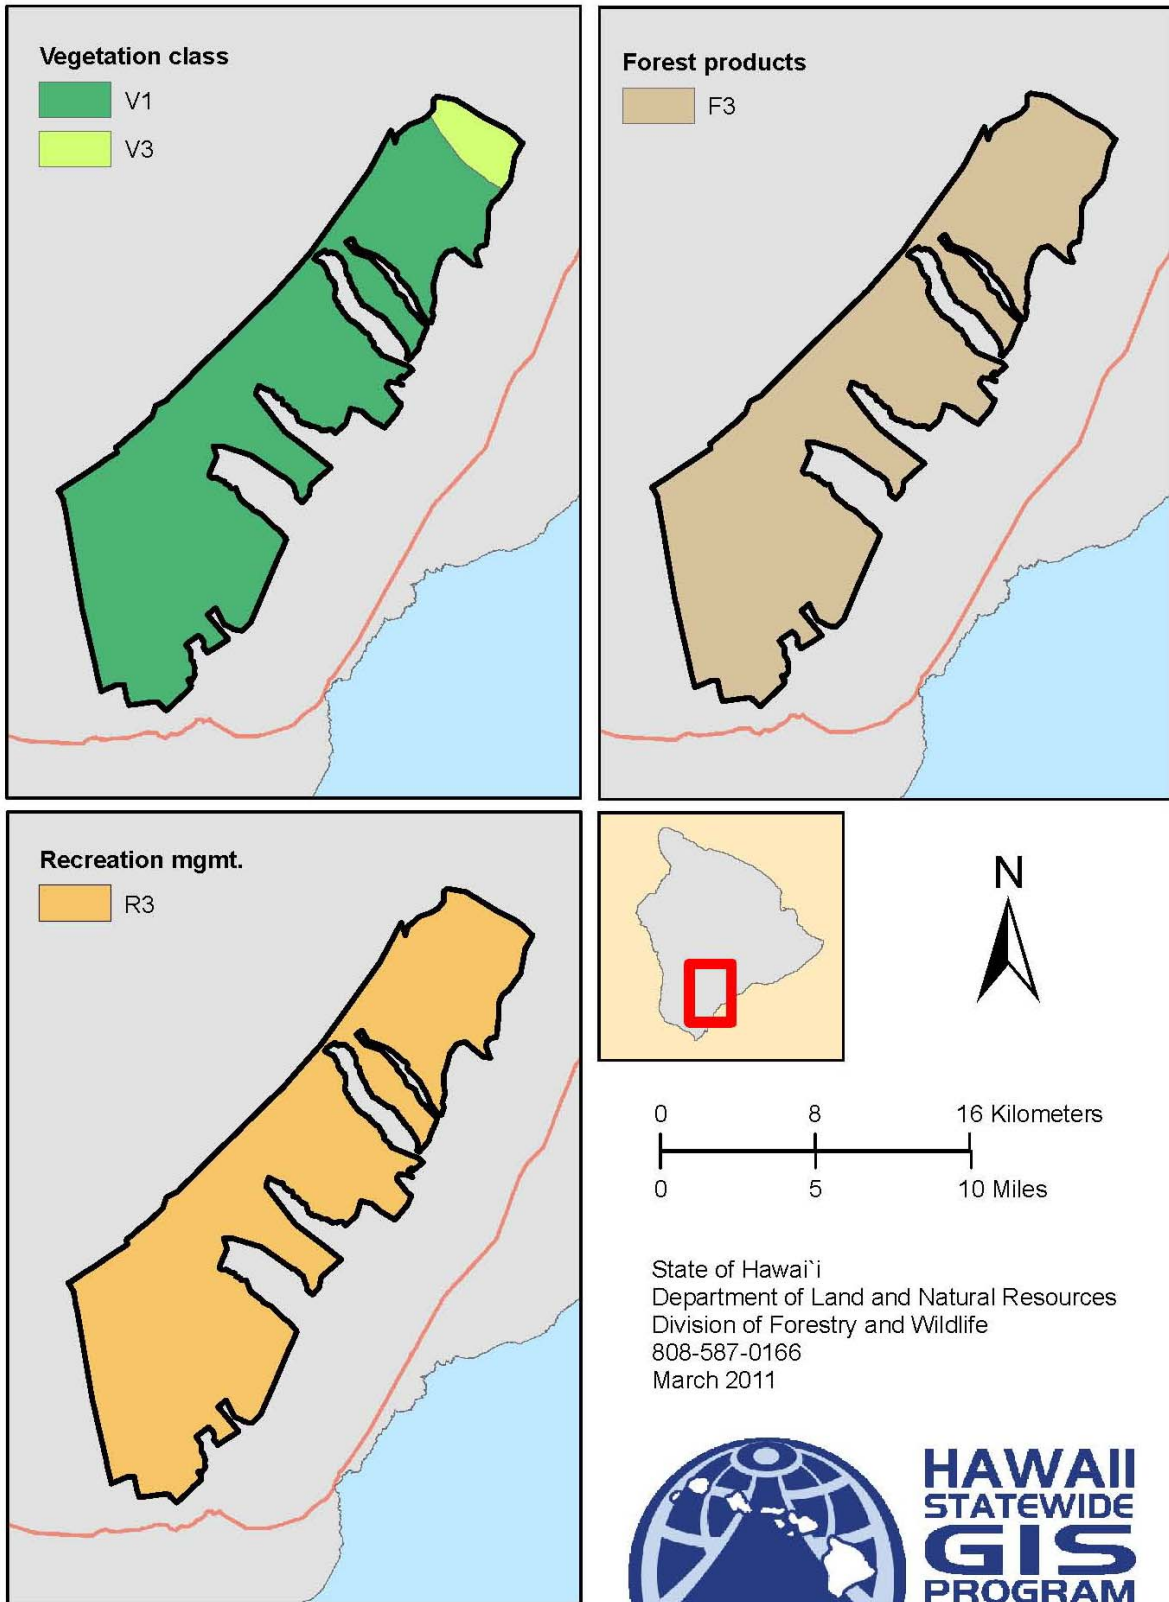 Vegetation class
V1
V3
Forest products
F3
Recreation mgmt.
R3
N
0 8 16 Kilometers
0 5 10 Miles
State of Hawai`i
Department of Land and Natural Resources
Division of Forestry and Wildlife
808-587-0166
March 2011
HAWAII
STATEWIDE
GIS
PROGRAM